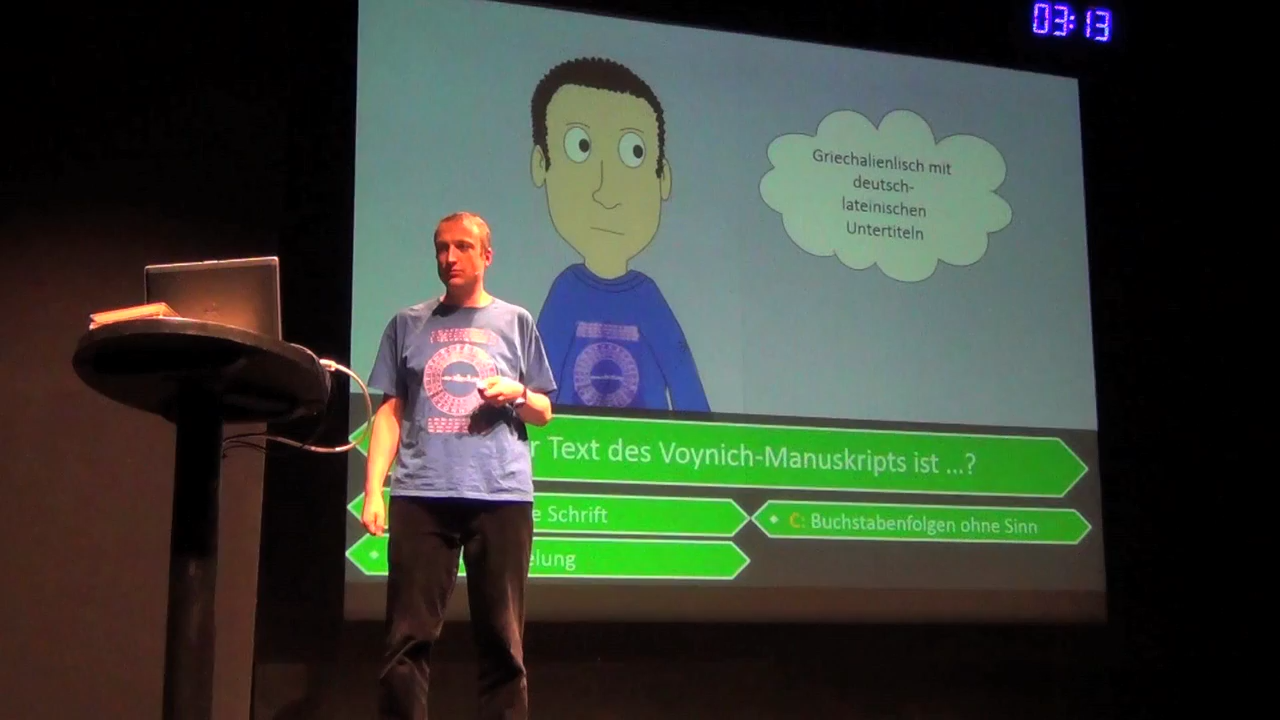 03:13
Griechalienlisch mit
deutsch-
lateinischen
Untertiteln
r Text des Voynich-Manuskripts ist ...?
e Schrift
C: Buchstabenfolgen ohne Sinn
elung